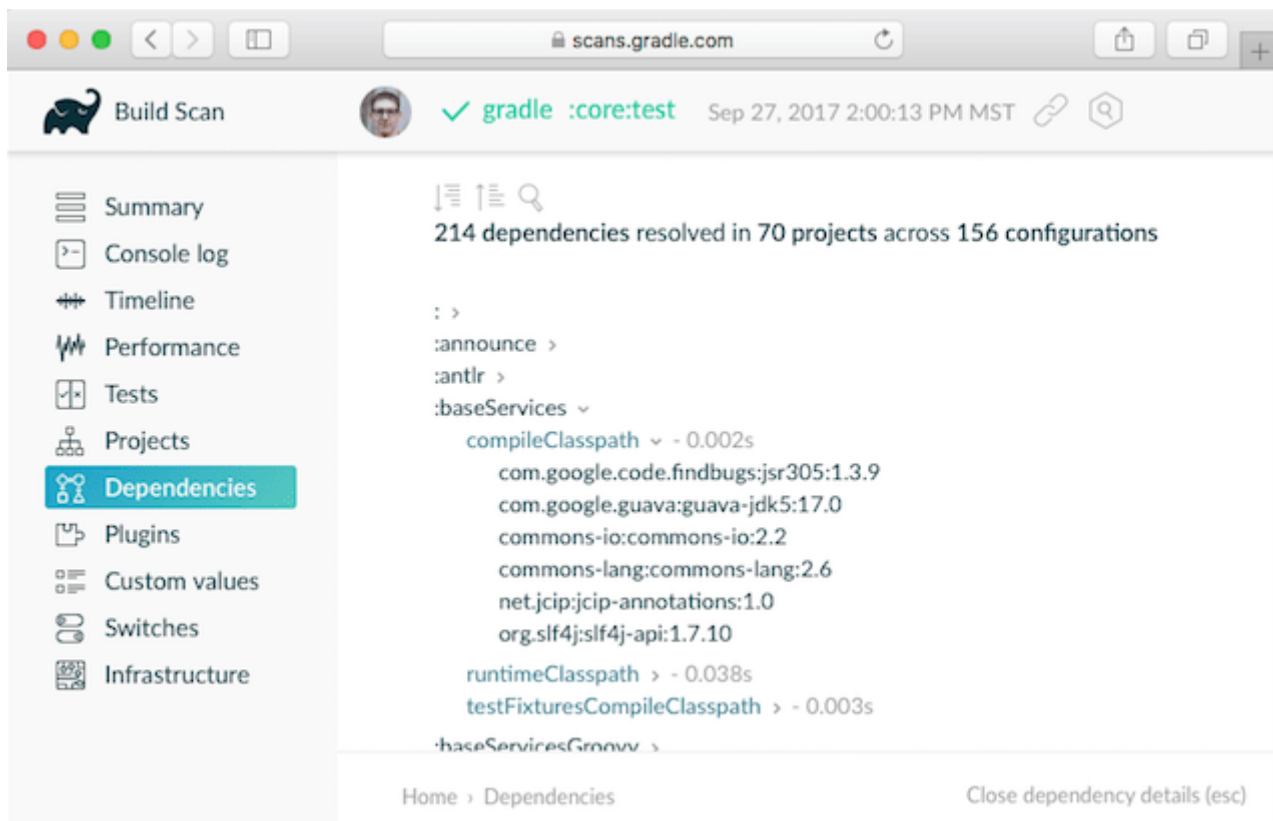 scans.gradle.com
Build Scan
gradle :core:test Sep 27, 2017 2:00:13 PM MST
Summary
Console log
Timeline
Performance
Tests
Projects
Dependencies
Plugins
Custom values
Switches
Infrastructure
214 dependencies resolved in 70 projects across 156 configurations
: >
:announce >
:antlr >
:baseServices
compileClasspath - 0.002s
com.google.code.findbugs:jsr305:1.3.9
com.google.guava:guava-jdk5:17.0
commons-io:commons-io:2.2
commons-lang:commons-lang:2.6
net.jcip:jcip-annotations:1.0
org.slf4j:slf4j-api:1.7.10
runtimeClasspath > - 0.038s
testFixturesCompileClasspath > - 0.003s
:baseServicesGroovy >
Home > Dependencies
Close dependency details (esc)